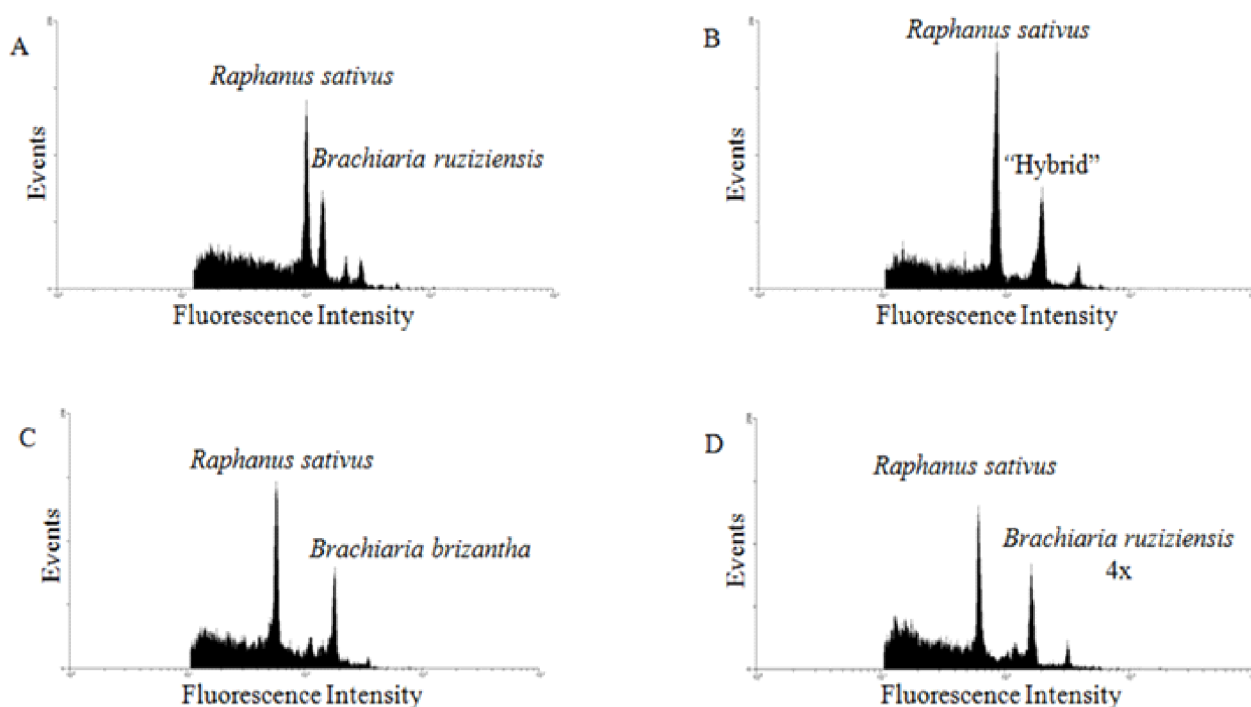 A
Raphanus sativus
Brachiaria ruziziensis
Events
Fluorescence Intensity
B
Raphanus sativus
“Hybrid”
Events
Fluorescence Intensity
C
Raphanus sativus
Brachiaria brizantha
Events
Fluorescence Intensity
D
Raphanus sativus
Brachiaria ruziziensis
4x
Events
Fluorescence Intensity